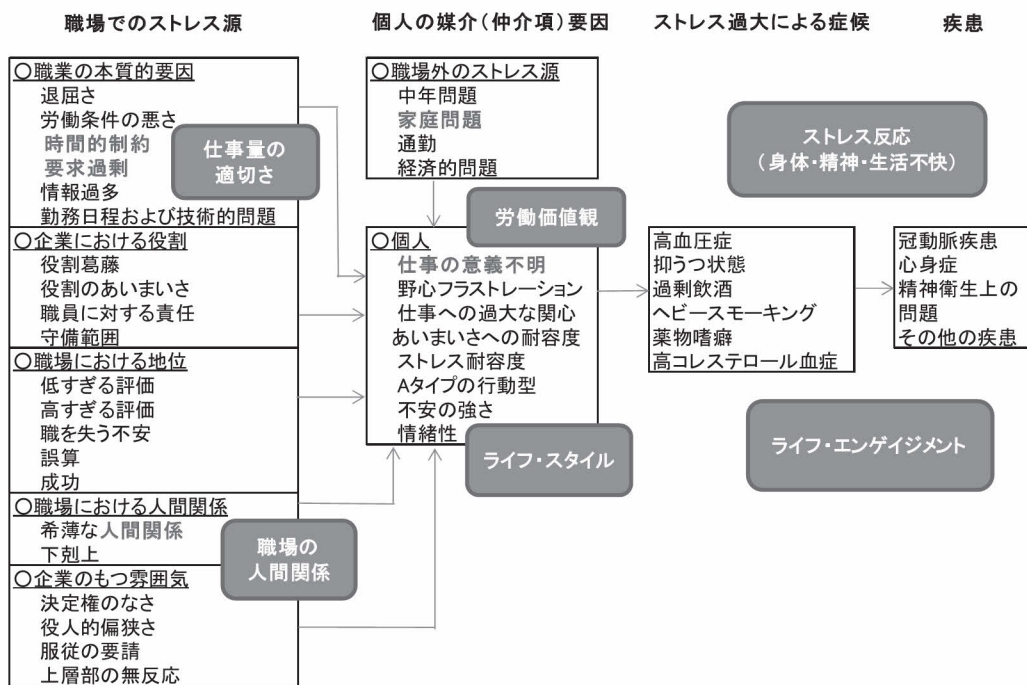 職場でのストレス源
個人の媒介(仲介項)要因
ストレス過大による症候
疾患
〇職業の本質的要因
退屈さ
労働条件の悪さ
時間的制約
要求過剰
情報過多
勤務日程および技術的問題
仕事量の
適切さ
〇企業における役割
役割葛藤
役割のあいまいさ
職員に対する責任
守備範囲
〇職場における地位
低すぎる評価
高すぎる評価
職を失う不安
誤算
成功
〇職場における人間関係
希薄な人間関係
下剋上
職場の
人間関係
〇企業のもつ雰囲気
決定権のなさ
役人的偏狭さ
服従の要請
上層部の無反応
〇職場外のストレス源
中年問題
家庭問題
通勤
経済的問題
労働価値観
〇個人
仕事の意義不明
野心フラストレーション
仕事への過大な関心
あいまいさへの耐容度
ストレス耐容度
Aタイプの行動型
不安の強さ
情緒性
ライフ・スタイル
ストレス反応
(身体・精神・生活不快)
高血圧症
抑うつ状態
過剰飲酒
ヘビースモーキング
薬物嗜癖
高コレステロール血症
冠動脈疾患
心身症
精神衛生上の
問題
その他の疾患
ライフ・エンゲイジメント